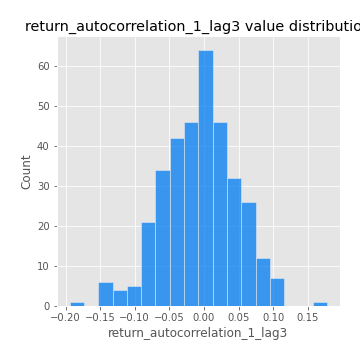 return_autocorrelation_1_lag3 value distributio
60
50
40
30
20
10
0
Count
−0.20 −0.15 −0.10 −0.05 0.00 0.05 0.10 0.15
return_autocorrelation_1_lag3